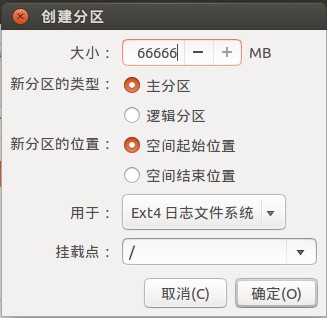 创建分区
大小： 66666 − + MB
新分区的类型： 主分区
逻辑分区
新分区的位置： 空间起始位置
空间结束位置
用于： Ext4 日志文件系统
挂载点： /
取消(C) 确定(O)